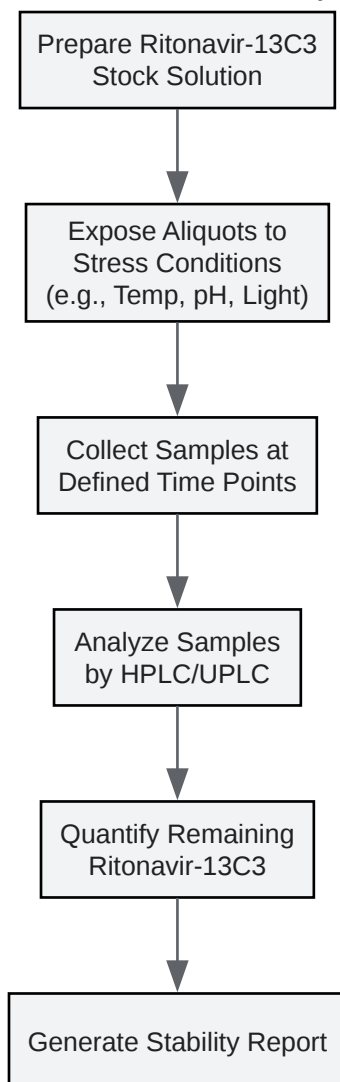 Prepare Ritonavir-13C3
Stock Solution
Expose Aliquots to
Stress Conditions
(e.g., Temp, pH, Light)
Collect Samples at
Defined Time Points
Analyze Samples
by HPLC/UPLC
Quantify Remaining
Ritonavir-13C3
Generate Stability Report